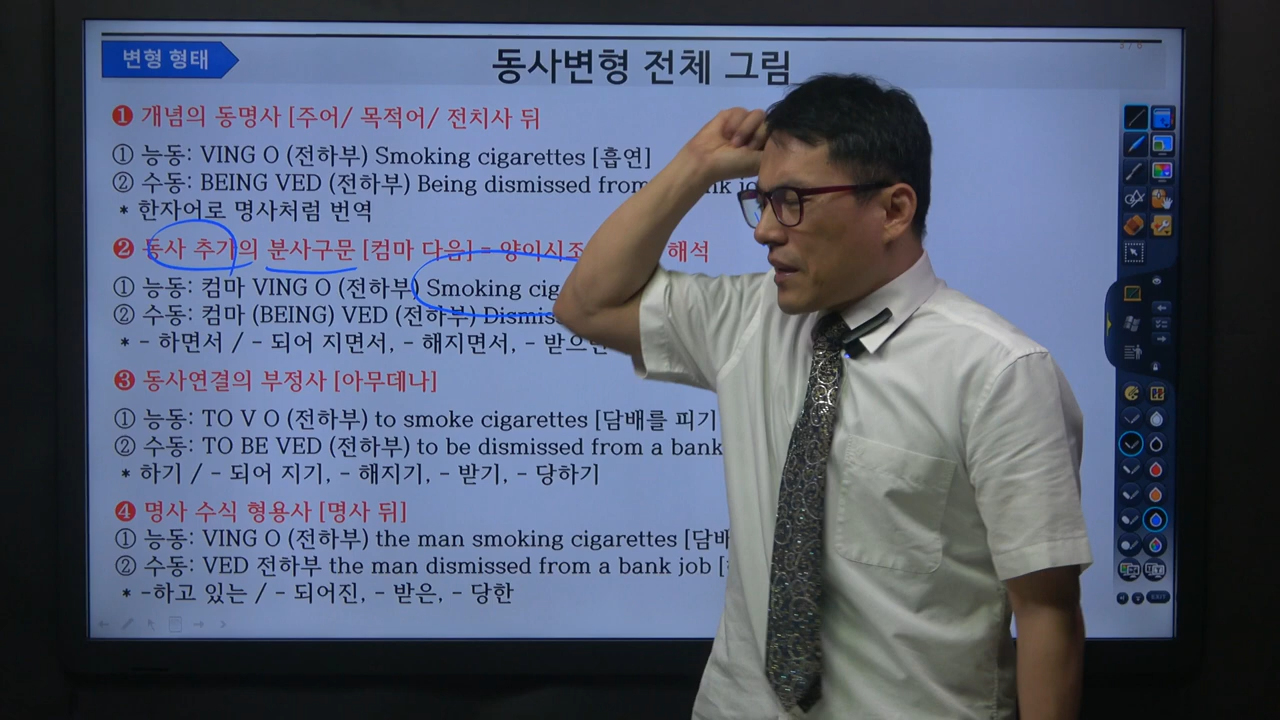 변형 형태
동사변형 전체 그림
❶ 개념의 동명사 [주어/ 목적어/ 전치사 뒤
① 능동: VING O (전하부) Smoking cigarettes [흡연]
② 수동: BEING VED (전하부) Being dismissed from
* 한자어로 명사처럼 번역
❷ 동사 추가의 분사구문 [컴마 다음] - 양이시조 해석
① 능동: 컴마 VING O (전하부) Smoking cig
② 수동: 컴마 (BEING) VED (전하부) Dismis
* - 하면서 / - 되어 지면서, - 해지면서, - 받으면
❸ 동사연결의 부정사 [아무데나]
① 능동: TO V O (전하부) to smoke cigarettes [담배를 피기
② 수동: TO BE VED (전하부) to be dismissed from a bank
* 하기 / - 되어 지기, - 해지기, - 받기, - 당하기
❹ 명사 수식 형용사 [명사 뒤]
① 능동: VING O (전하부) the man smoking cigarettes [담배
② 수동: VED 전하부 the man dismissed from a bank job [
* -하고 있는 / - 되어진, - 받은, - 당한
EXIT